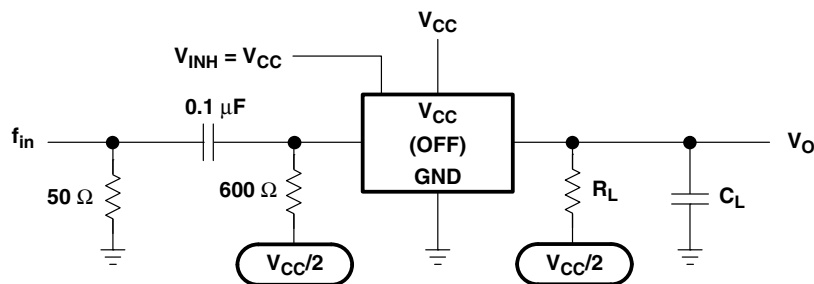 V_CC
V_INH = V_CC
0.1 μF
V_CC
f_in
(OFF)
V_O
GND
50 Ω
600 Ω
R_L
C_L
V_CC/2
V_CC/2